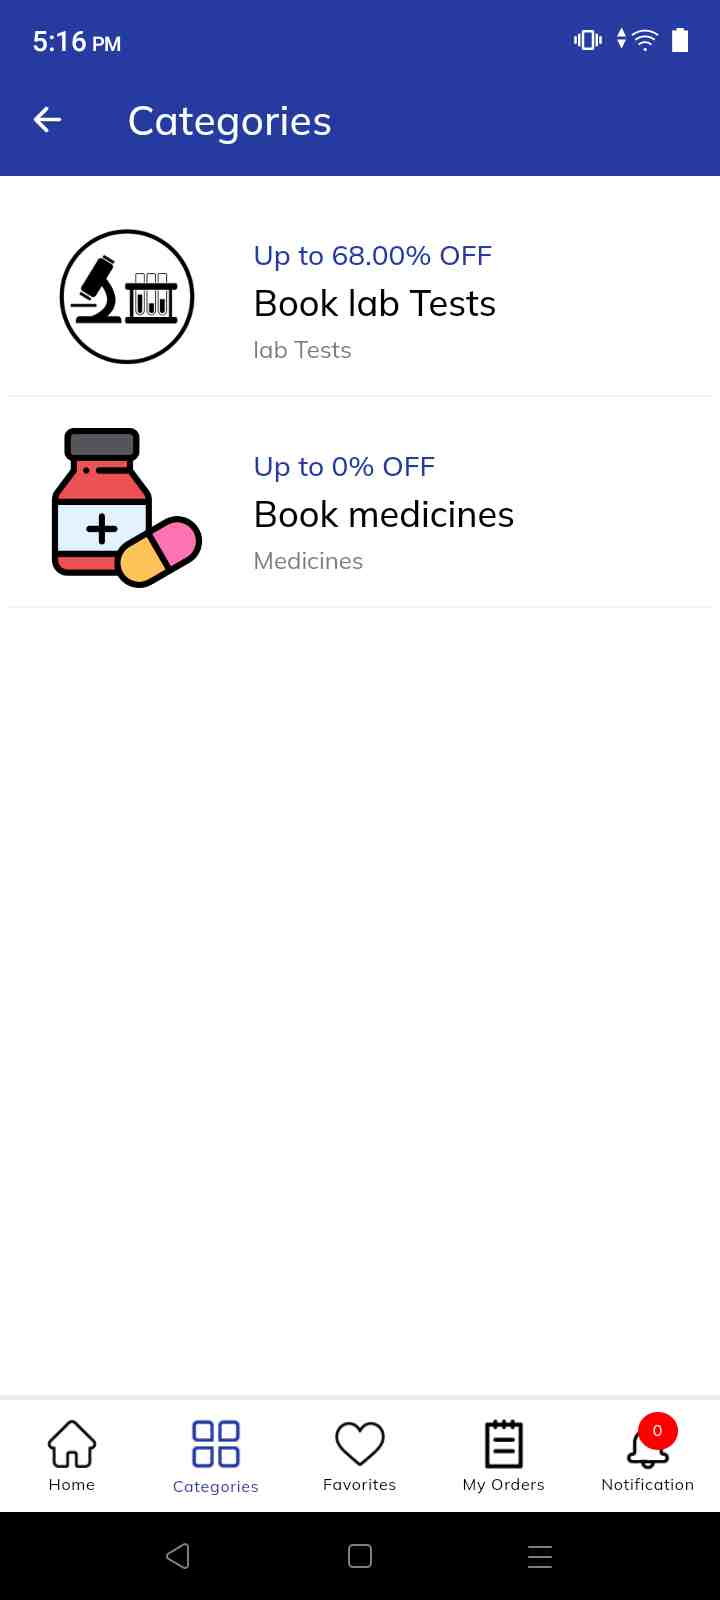 5:16 PM
Categories
Up to 68.00% OFF
Book lab Tests
lab Tests
Up to 0% OFF
Book medicines
Medicines
0
Home
Categories
Favorites
My Orders
Notification